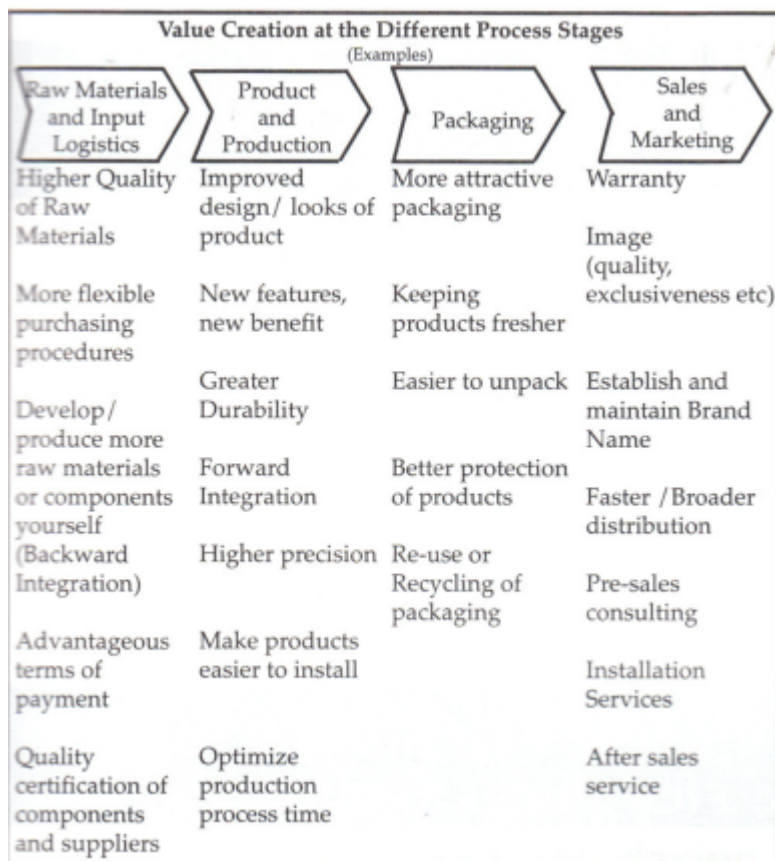 Value Creation at the Different Process Stages
(Examples)
Raw Materials
and Input
Logistics
Product
and
Production
Packaging
Sales
and
Marketing
Higher Quality
of Raw
Materials
More flexible
purchasing
procedures
Develop/
produce more
raw materials
or components
yourself
(Backward
Integration)
Advantageous
terms of
payment
Quality
certification of
components
and suppliers
Improved
design/ looks of
product
New features,
new benefit
Greater
Durability
Forward
Integration
Higher precision
Make products
easier to install
Optimize
production
process time
More attractive
packaging
Keeping
products fresher
Easier to unpack
Better protection
of products
Re-use or
Recycling of
packaging
Warranty
Image
(quality,
exclusiveness etc)
Establish and
maintain Brand
Name
Faster /Broader
distribution
Pre-sales
consulting
Installation
Services
After sales
service